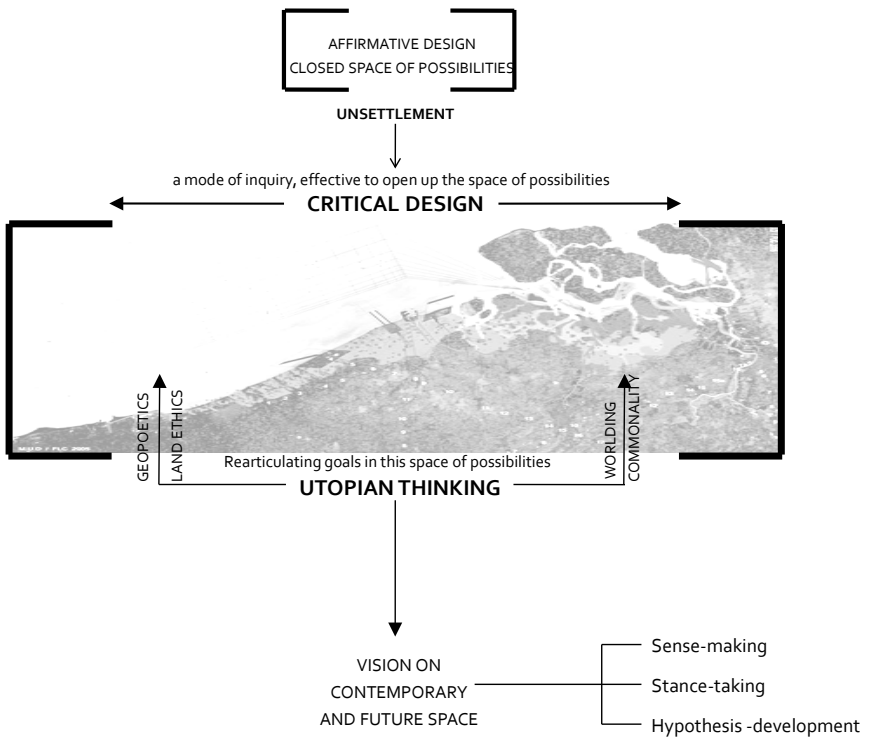 AFFIRMATIVE DESIGN
CLOSED SPACE OF POSSIBILITIES
UNSETTLEMENT
a mode of inquiry, effective to open up the space of possibilities
CRITICAL DESIGN
GEOPOETICS
LAND ETHICS
WORLDING
COMMONALITY
Rearticulating goals in this space of possibilities
UTOPIAN THINKING
VISION ON
CONTEMPORARY
AND FUTURE SPACE
Sense-making
Stance-taking
Hypothesis -development